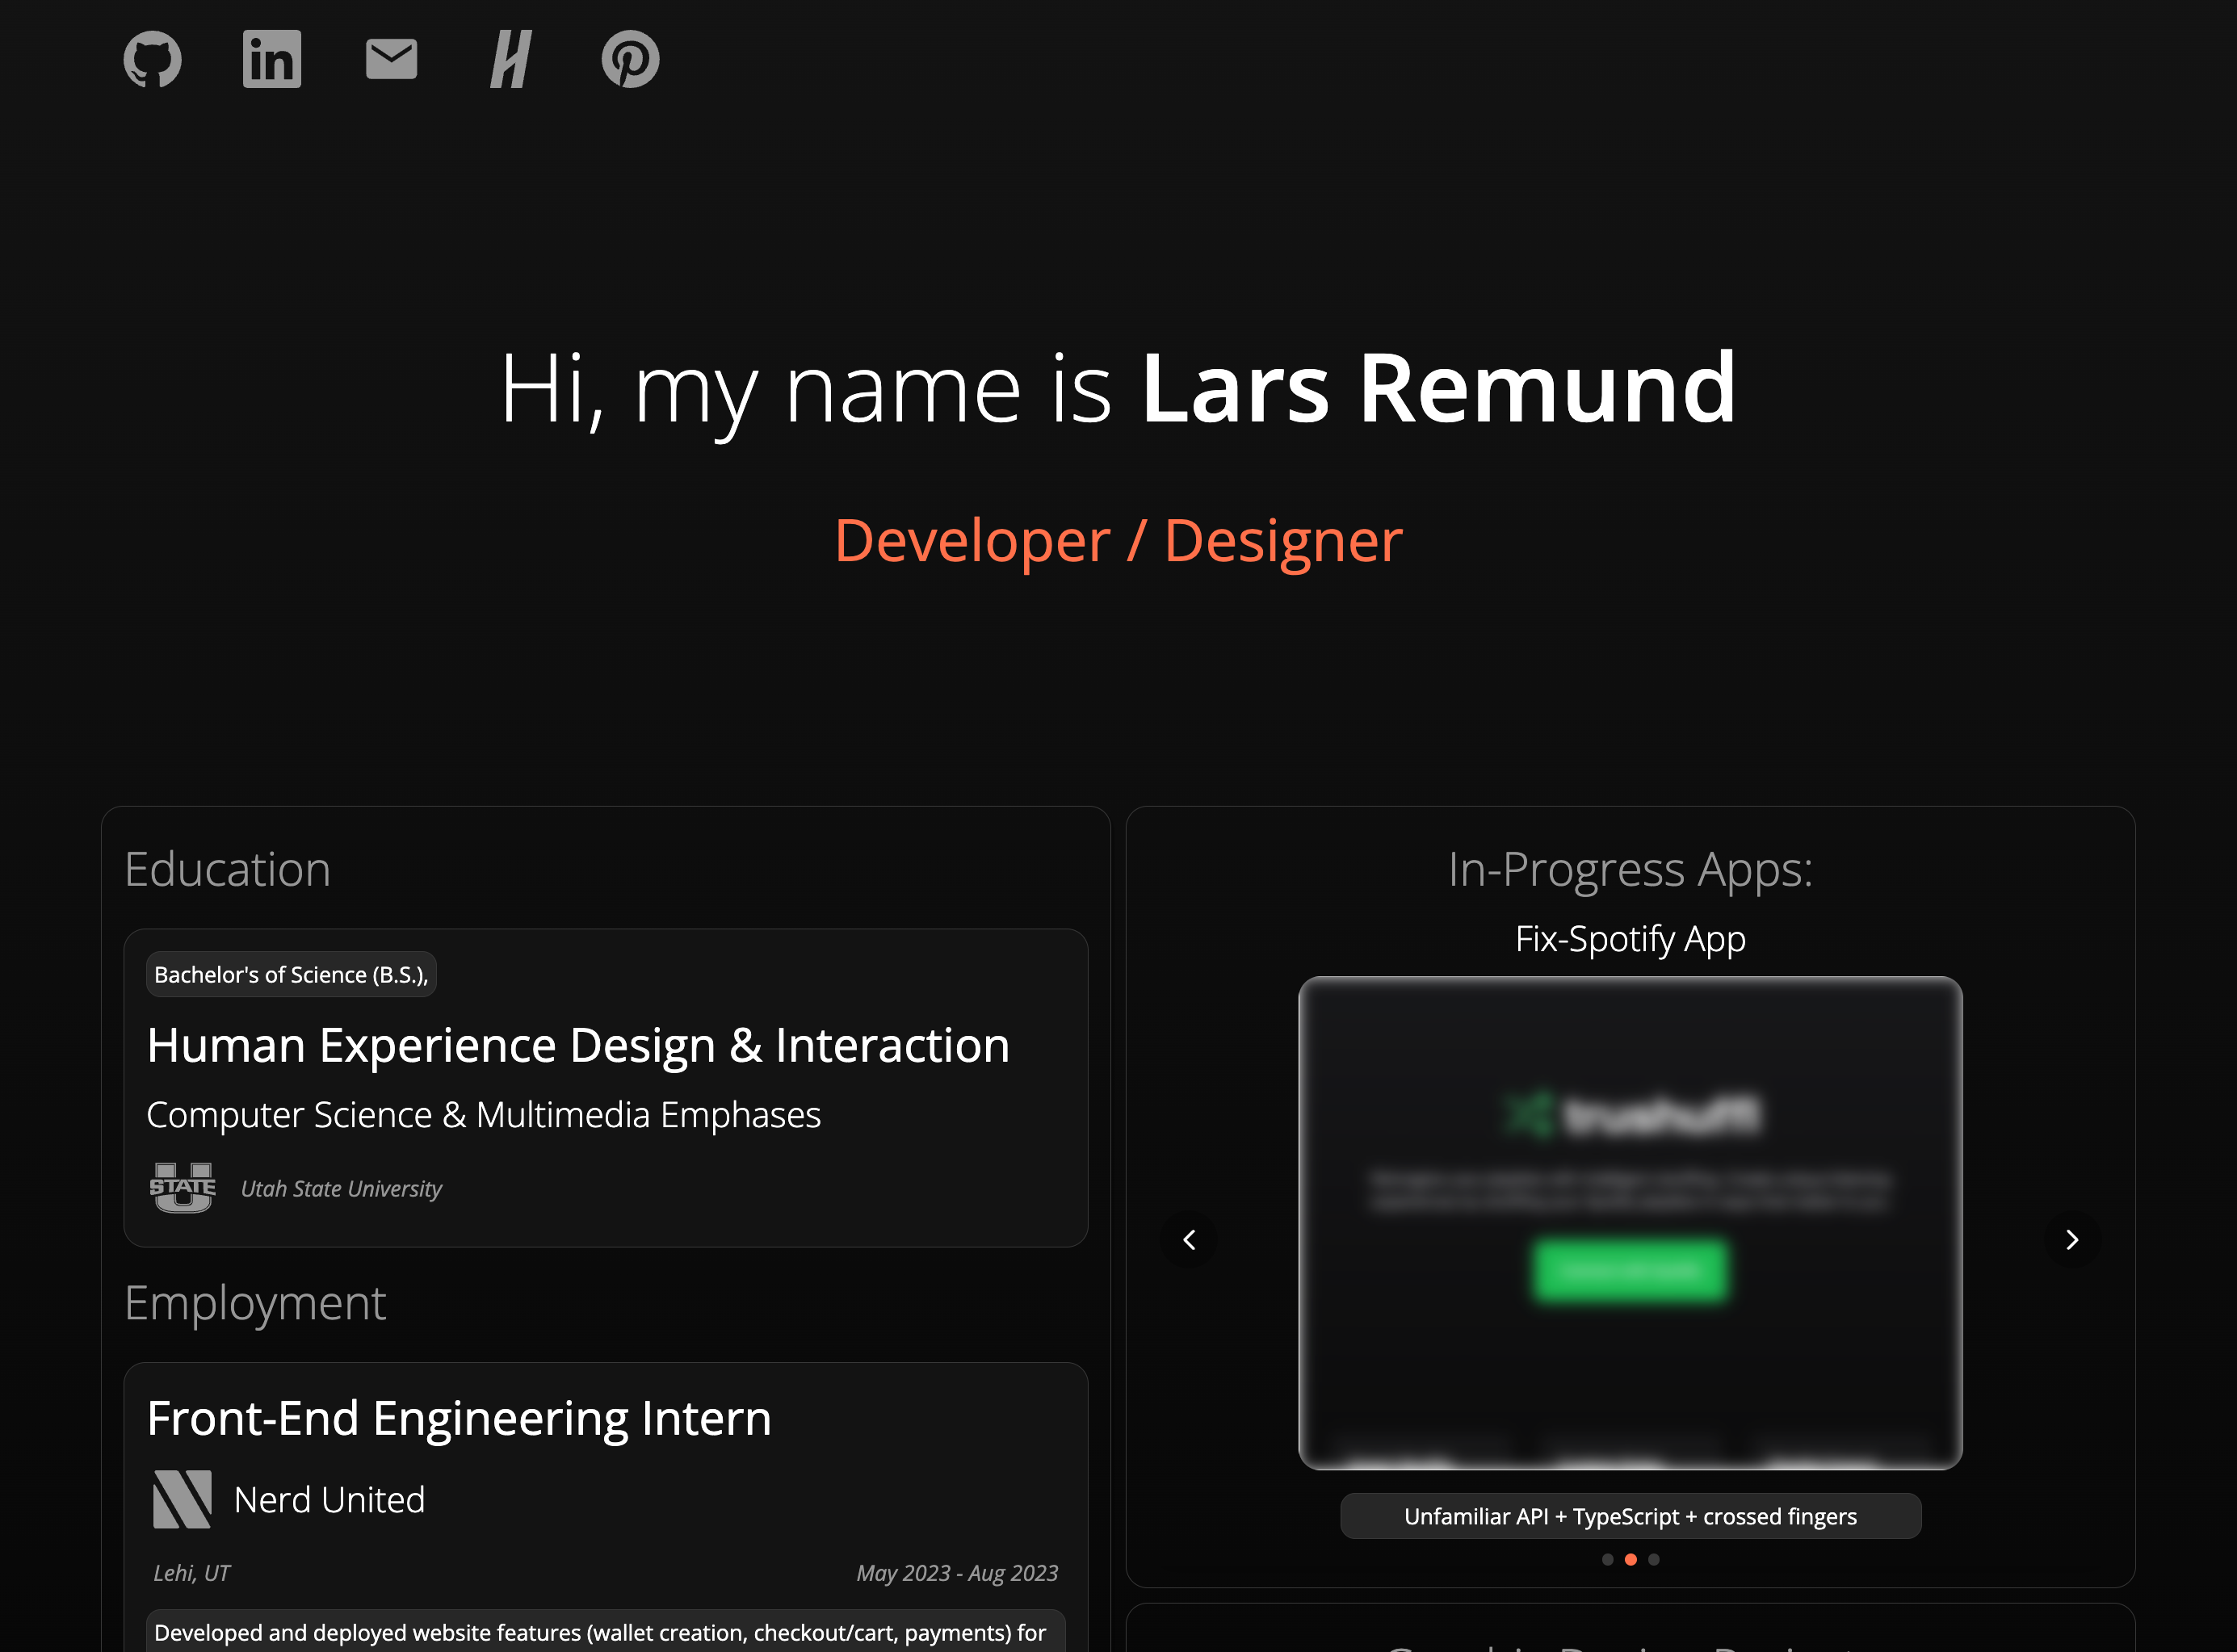 Hi, my name is Lars Remund
Developer / Designer
Education
Bachelor's of Science (B.S.),
Human Experience Design & Interaction
Computer Science & Multimedia Emphases
STATE
Utah State University
Employment
Front-End Engineering Intern
Nerd United
Lehi, UT
May 2023 - Aug 2023
Developed and deployed website features (wallet creation, checkout/cart, payments) for
In-Progress Apps:
Fix-Spotify App
trushuffl
Unfamiliar API + TypeScript + crossed fingers